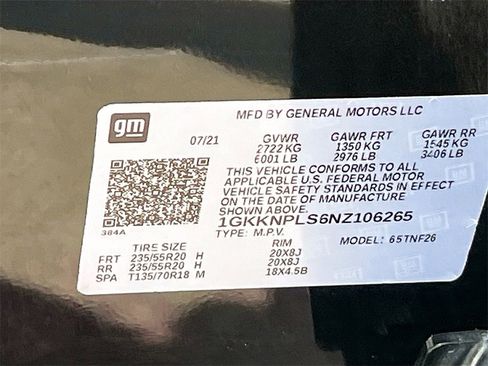 gm
MFD BY GENERAL MOTORS LLC
07/21 GVWR GAWR FRT GAWR RR
2722 KG 1350 KG 1545 KG
6001 LB 2976 LB 3406 LB
THIS VEHICLE CONFORMS TO ALL
APPLICABLE U.S. FEDERAL MOTOR
VEHICLE SAFETY STANDARDS IN EFFECT
ON THE DATE OF MANUFACTURE
SHOWN ABOVE.
1GKKNPLS6NZ106265
384A
TYPE: M.P.V. MODEL: 65TNF26
TIRE SIZE RIM
FRT 235/55R20 H 20X8J
RR 235/55R20 H 20X8J
SPA T135/70R18 M 18X4.5B